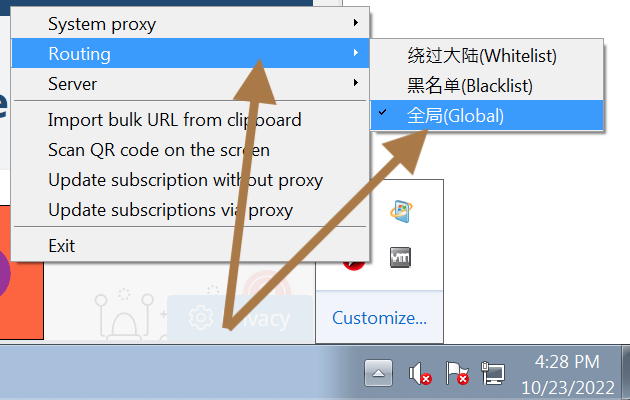 System proxy
Routing
Server
Import bulk URL from clipboard
Scan QR code on the screen
Update subscription without proxy
Update subscriptions via proxy
Exit
绕过大陆(Whitelist)
黑名单(Blacklist)
全局(Global)
vm
Privacy
Customize...
4:28 PM
10/23/2022